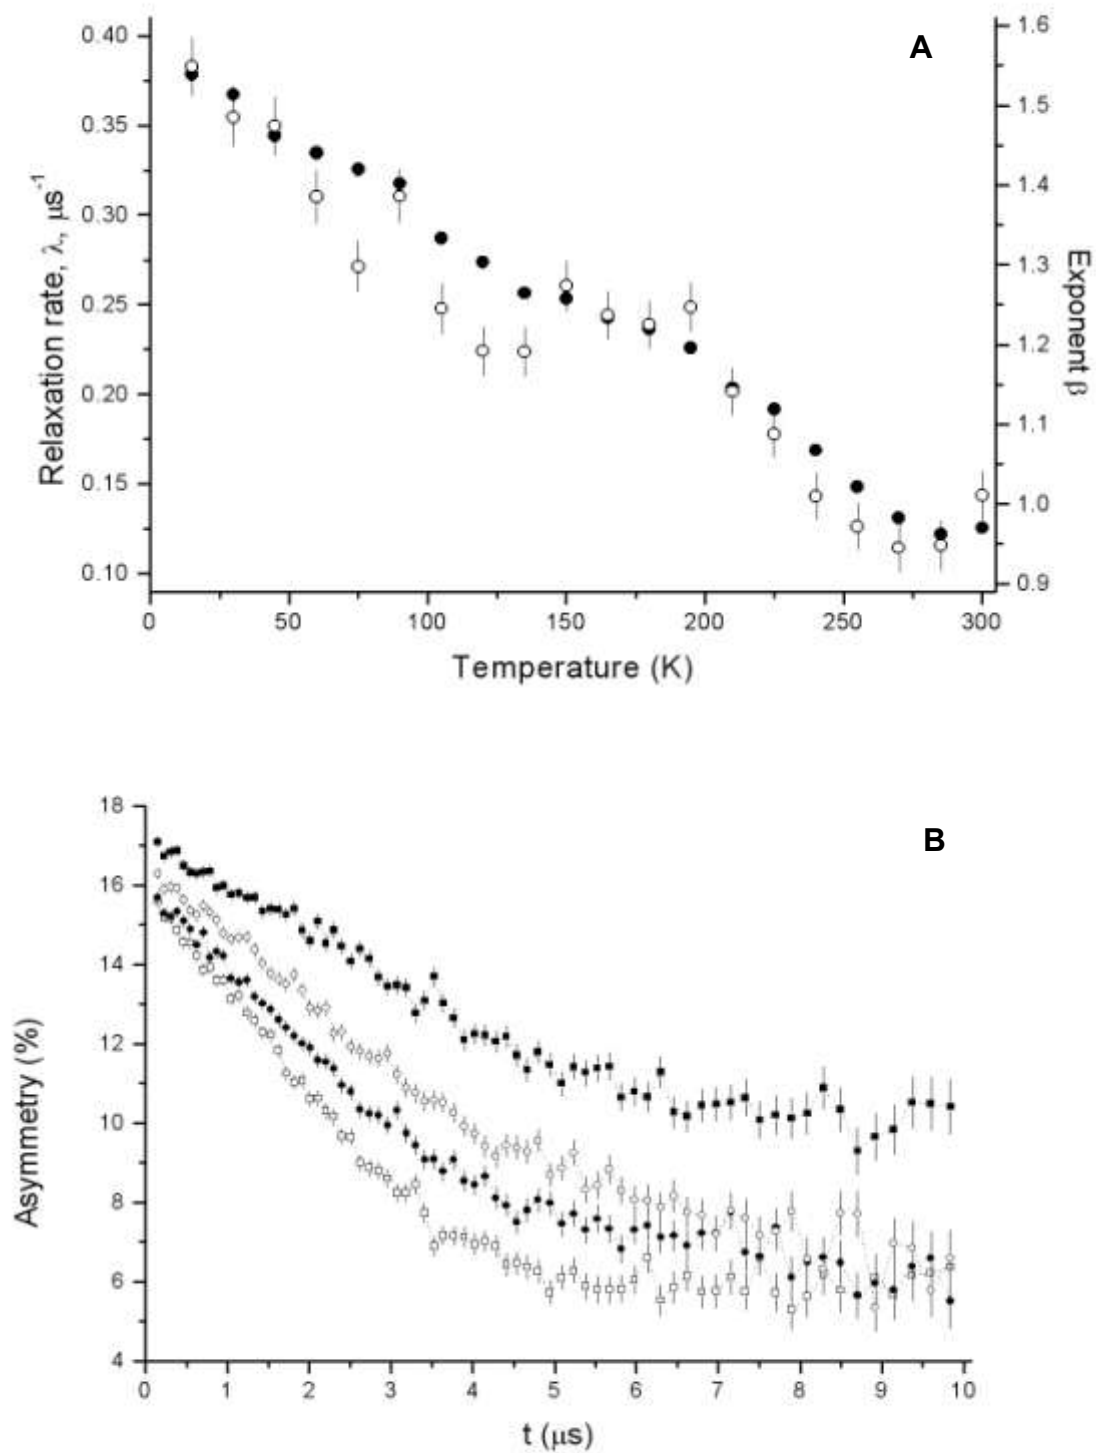 A
0.40
0.35
0.30
0.25
0.20
0.15
0.10
Relaxation rate, λ, μs⁻¹
1.6
1.5
1.4
1.3
1.2
1.1
1.0
0.9
Exponent β
0 50 100 150 200 250 300
Temperature (K)
B
18
16
14
12
10
8
6
4
Asymmetry (%)
0 1 2 3 4 5 6 7 8 9 10
t (μs)